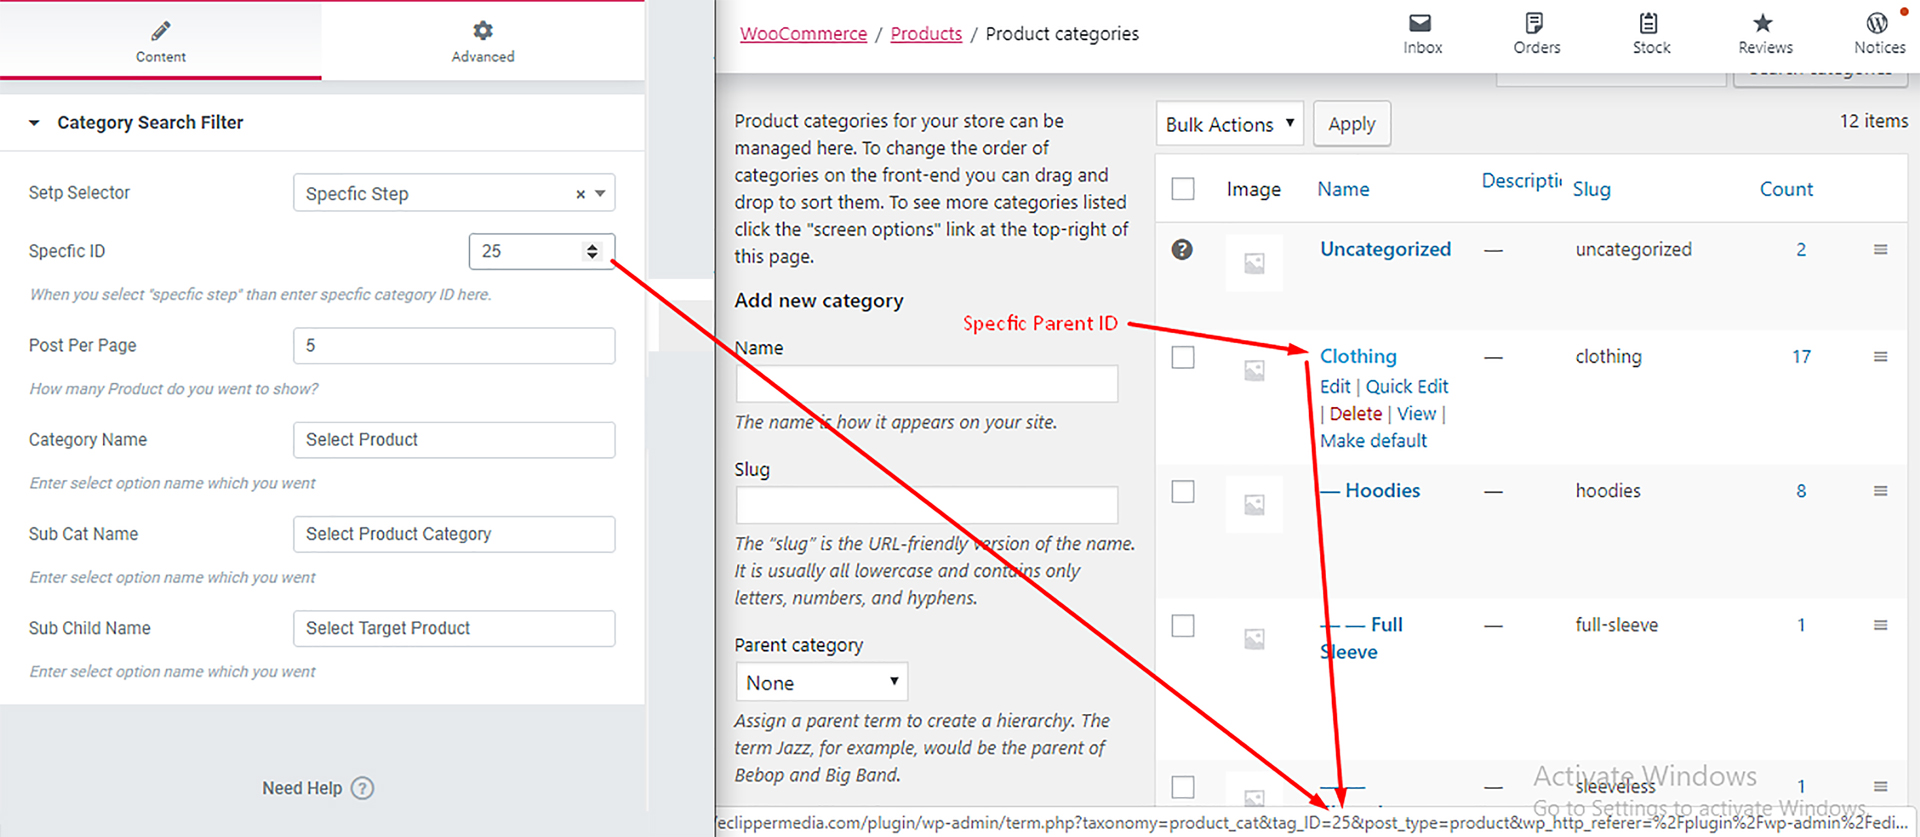 Content
Advanced
Category Search Filter
Setp Selector
Specfic Step
×
Specfic ID
25
When you select "specfic step" than enter specfic category ID here.
Post Per Page
5
How many Product do you went to show?
Category Name
Select Product
Enter select option name which you went
Sub Cat Name
Select Product Category
Enter select option name which you went
Sub Child Name
Select Target Product
Enter select option name which you went
Need Help ?
WooCommerce / Products / Product categories
Inbox
Orders
Stock
Reviews
Notices
Product categories for your store can be
managed here. To change the order of
categories on the front-end you can drag and
drop to sort them. To see more categories listed
click the "screen options" link at the top-right of
this page.
Add new category
Specfic Parent ID
Name
The name is how it appears on your site.
Slug
The “slug” is the URL-friendly version of the name.
It is usually all lowercase and contains only
letters, numbers, and hyphens.
Parent category
None
Assign a parent term to create a hierarchy. The
term Jazz, for example, would be the parent of
Bebop and Big Band.
Bulk Actions
Apply
12 items
Image Name Descripti Slug Count
? Uncategorized — uncategorized 2
Clothing — clothing 17
Edit | Quick Edit
| Delete | View |
Make default
— Hoodies — hoodies 8
— — Full — full-sleeve 1
Sleeve
— — — sleeveless 1
Activate Windows
Go to Settings to activate Windows.
/eclippermedia.com/plugin/wp-admin/term.php?taxonomy=product_cat&tag_ID=25&post_type=product&wp_http_referer=%2Fplugin%2Fwp-admin%2Fedi...